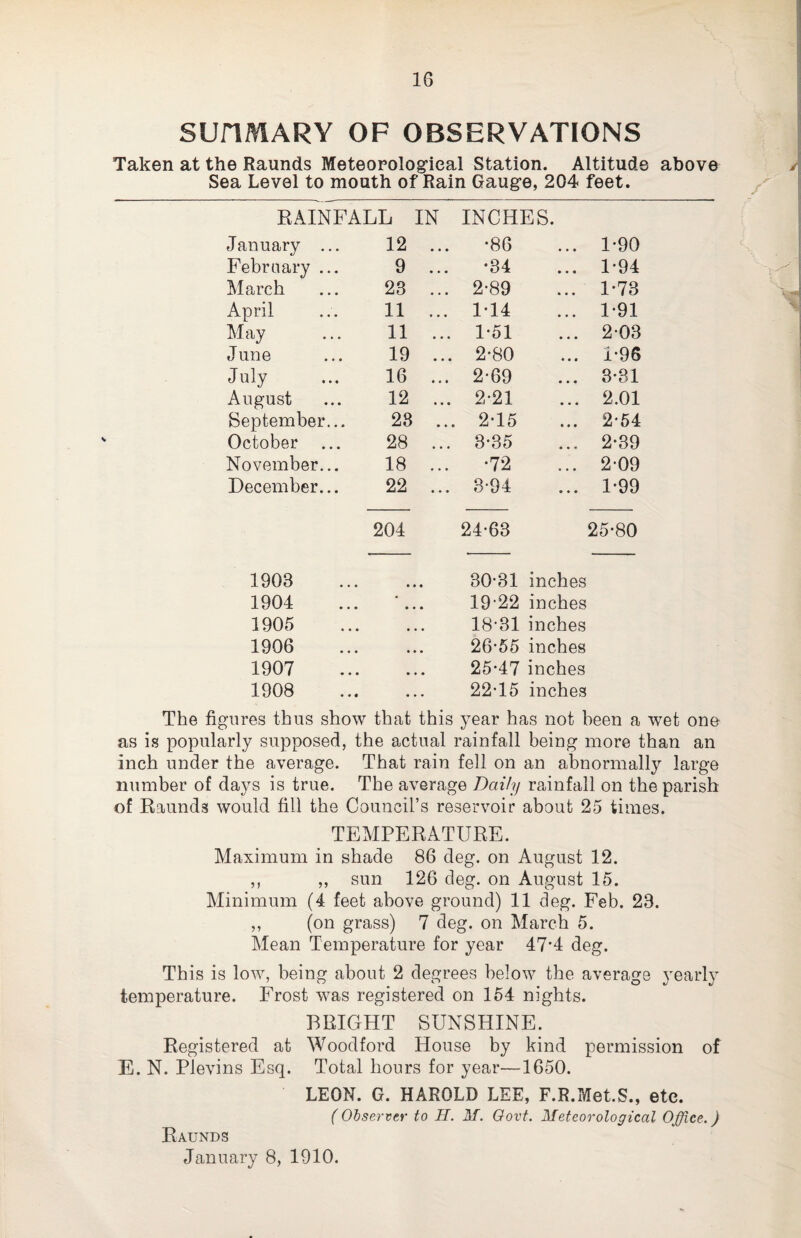 16
SUMMARY OF OBSERVATIONS
Taken at the Raunds Meteorological Station. Altitude above
Sea Level to mouth of Rain Gauge, 204 feet.
RAINFALL IN INCHES.
January ... 12 ... ·86 ... 1·90
February ... 9 ... ·34 ... 1·94
March ... 23 ... 2·89 ... 1·73
April ... 11 ... 1·14 ... 1·91
May ... 11 ... 1·51 ... 2·03
June ... 19 ... 2·80 ... 1·96
July ... 16 ... 2·69 ... 3·31
August ... 12 ... 2·21 ... 2.01
September... 23 ... 2·15 ... 2·54
October ... 28 ... 3·35 ... 2·39
November... 18 ... ·72 ... 2·09
December... 22 ... 3·94 ... 1·99
204 24·63 25·80
1903 ... ... 30·31 inches
1904 ... ... 19·22 inches
1905 ... ... 18·31 inches
1906 ... ... 26·55 inches
1907 ... ... 25·47 inches
1908 ... ... 22·15 inches
The figures thus show that this year has not been a wet one
as is popularly supposed, the actual rainfall being more than an
inch under the average. That rain fell on an abnormally large
number of days is true. The average Daily rainfall on the parish
of Raunds would fill the Council's reservoir about 25 times.
TEMPERATURE.
Maximum in shade 86 deg. on August 12.
,, ,, sun 126 deg. on August 15.
Minimum (4 feet above ground) 11 deg. Feb. 23.
,, (on grass) 7 deg. on March 5.
Mean Temperature for year 47·4 deg.
This is low, being about 2 degrees below the average yearly
temperature. Frost was registered on 154 nights.
BRIGHT SUNSHINE.
Registered at Woodford House by kind permission of
E. N. Plevins Esq. Total hours for year—1650.
LEON. G. HAROLD LEE, F.R.Met.S., etc.
(Observer to H. M. Govt. Meteorological Office.)
RAUNDS
January 8, 1910.